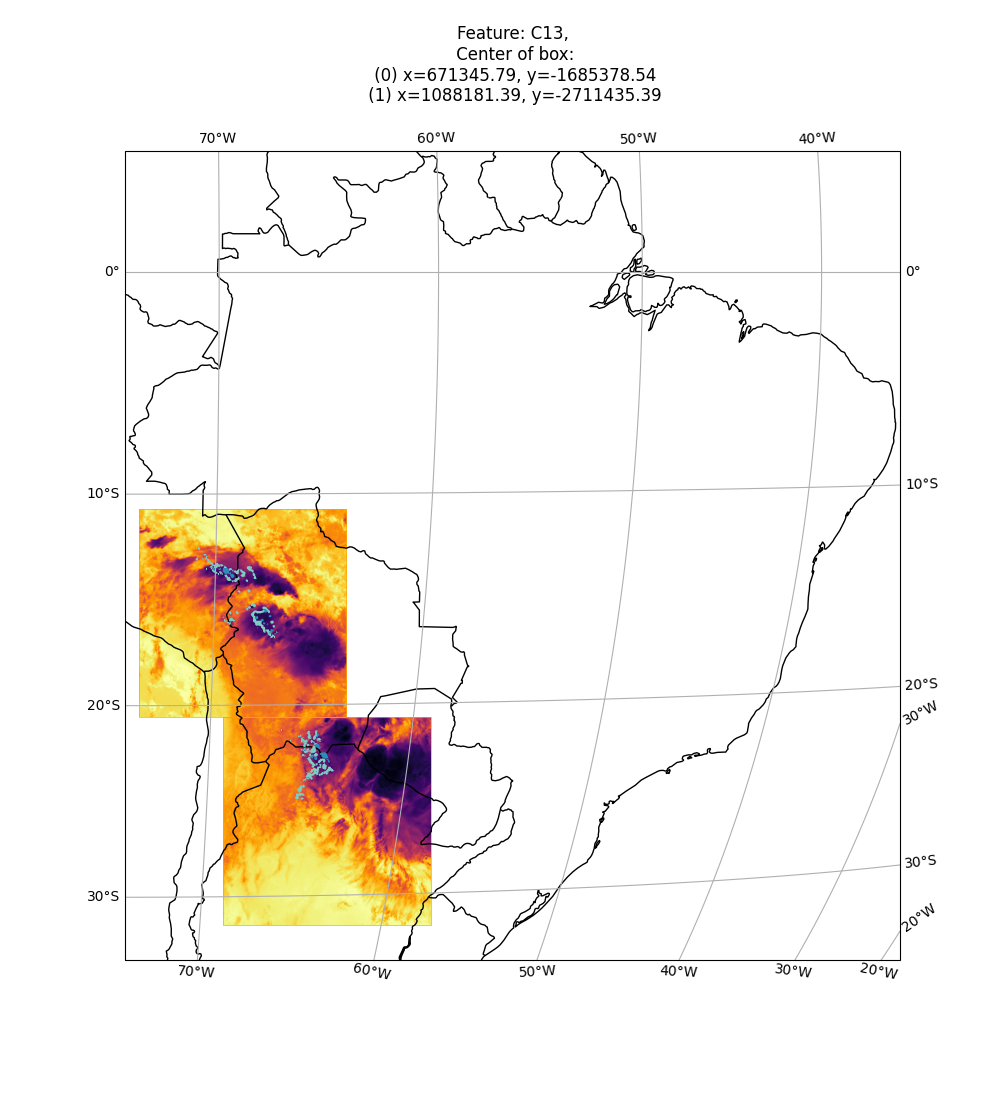 Feature: C13,
Center of box:
(0) x=671345.79, y=-1685378.54
(1) x=1088181.39, y=-2711435.39
70°W 60°W 50°W 40°W
0° 0°
10°S 10°S
20°S 20°S
30°W
30°S 30°S
20°W
70°W 60°W 50°W 40°W 30°W 20°W